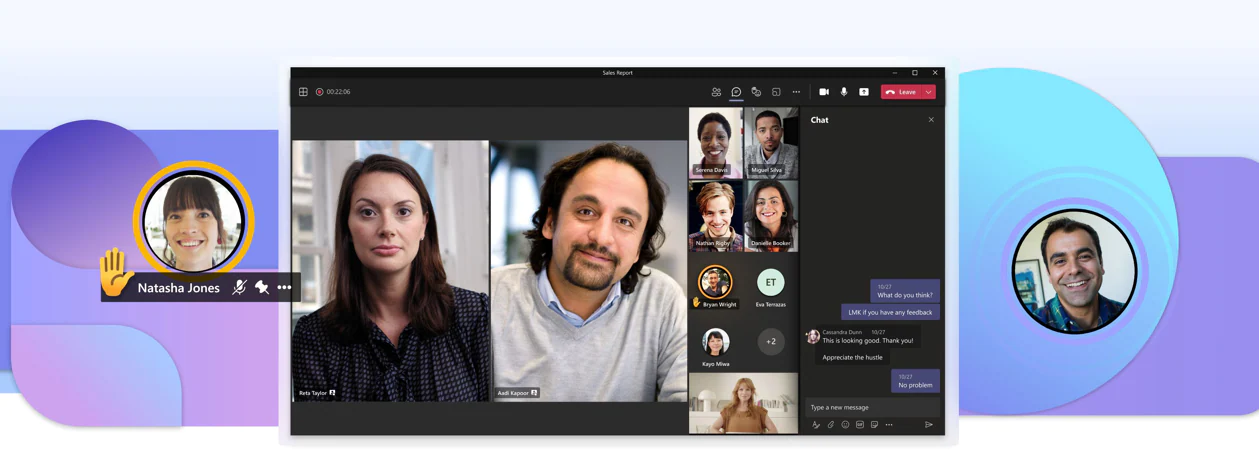 Sales Report
00:22:06
Leave
Natasha Jones
Reta Taylor
Aadi Kapoor
Serena Davis
Miguel Silva
Nathan Rigby
Danielle Booker
Bryan Wright
ET
Eva Terrazas
Kayo Miwa
+2
Chat
10/27
What do you think?
LMK if you have any feedback
Cassandra Dunn 10/27
This is looking good. Thank you!
Appreciate the hustle
10/27
No problem
Type a new message